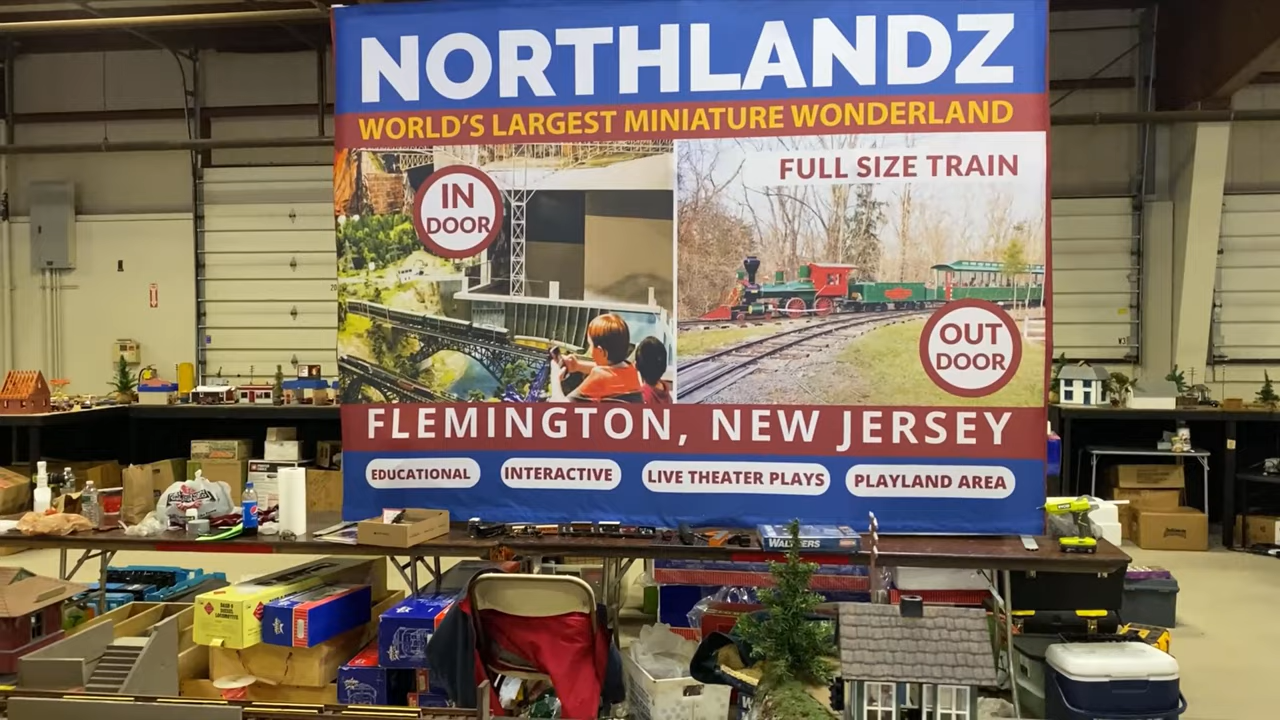 NORTHLANDZ
WORLD'S LARGEST MINIATURE WONDERLAND
IN
DOOR
FULL SIZE TRAIN
OUT
DOOR
FLEMINGTON, NEW JERSEY
EDUCATIONAL
INTERACTIVE
LIVE THEATER PLAYS
PLAYLAND AREA
WALTHERS